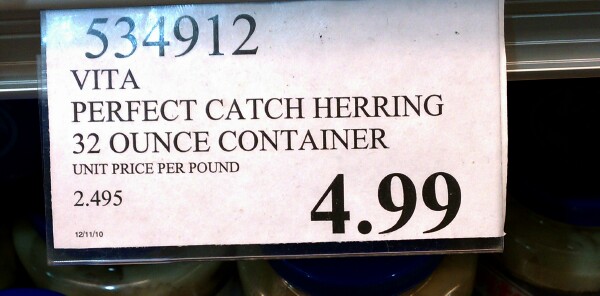 534912
VITA
PERFECT CATCH HERRING
32 OUNCE CONTAINER
UNIT PRICE PER POUND
2.495
4.99
12/11/10